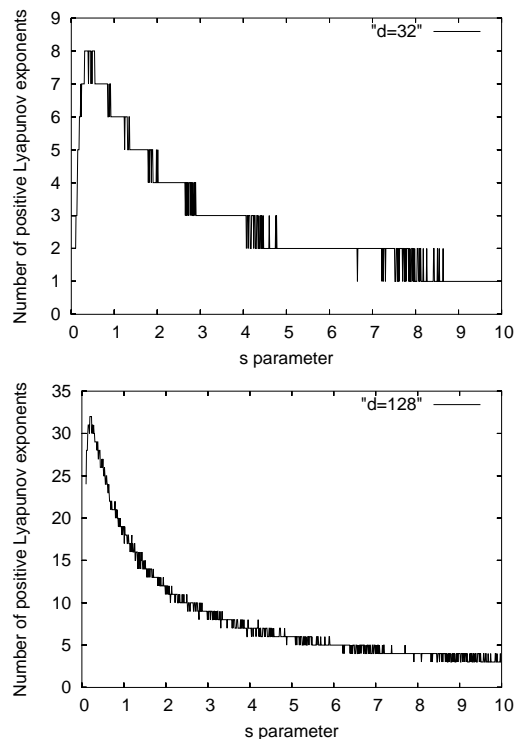 Number of positive Lyapunov exponents
9
8
7
6
5
4
3
2
1
0
"d=32"
0 1 2 3 4 5 6 7 8 9 10
s parameter
Number of positive Lyapunov exponents
35
30
25
20
15
10
5
0
"d=128"
0 1 2 3 4 5 6 7 8 9 10
s parameter